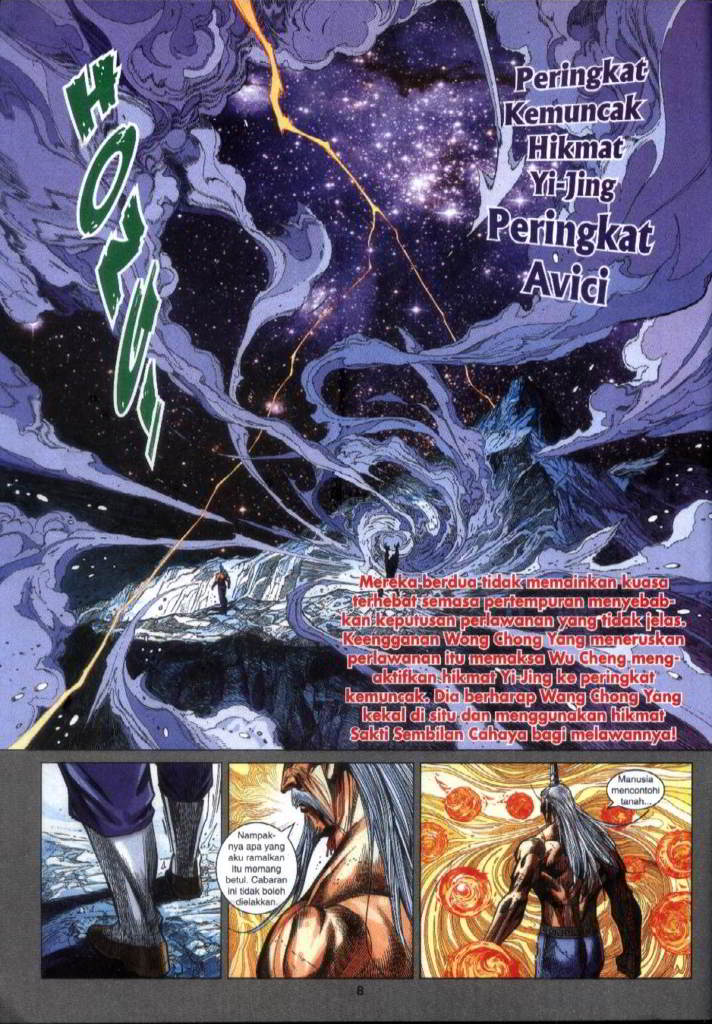 HOZUI
Peringkat
Kemuncak
Hikmat
Yi-Jing
Peringkat
Avici
Mereka berdua tidak memainkan kuasa
terhebat semasa pertempuran menyebab-
kan keputusan perlawanan yang tidak jelas.
Keengganan Wong Chong Yang meneruskan
perlawanan itu memaksa Wu Cheng meng-
aktifkan hikmat Yi-Jing ke peringkat
kemuncak. Dia berharap Wang Chong Yang
kekal di situ dan menggunakan hikmat
Sakti Sembilan Cahaya bagi melawannya!
Nampak-
nya apa yang
aku ramalkan
itu memang
betul. Cabaran
ini tidak boleh
dielakkan.
Manusia
mencontohi
tanah...
8